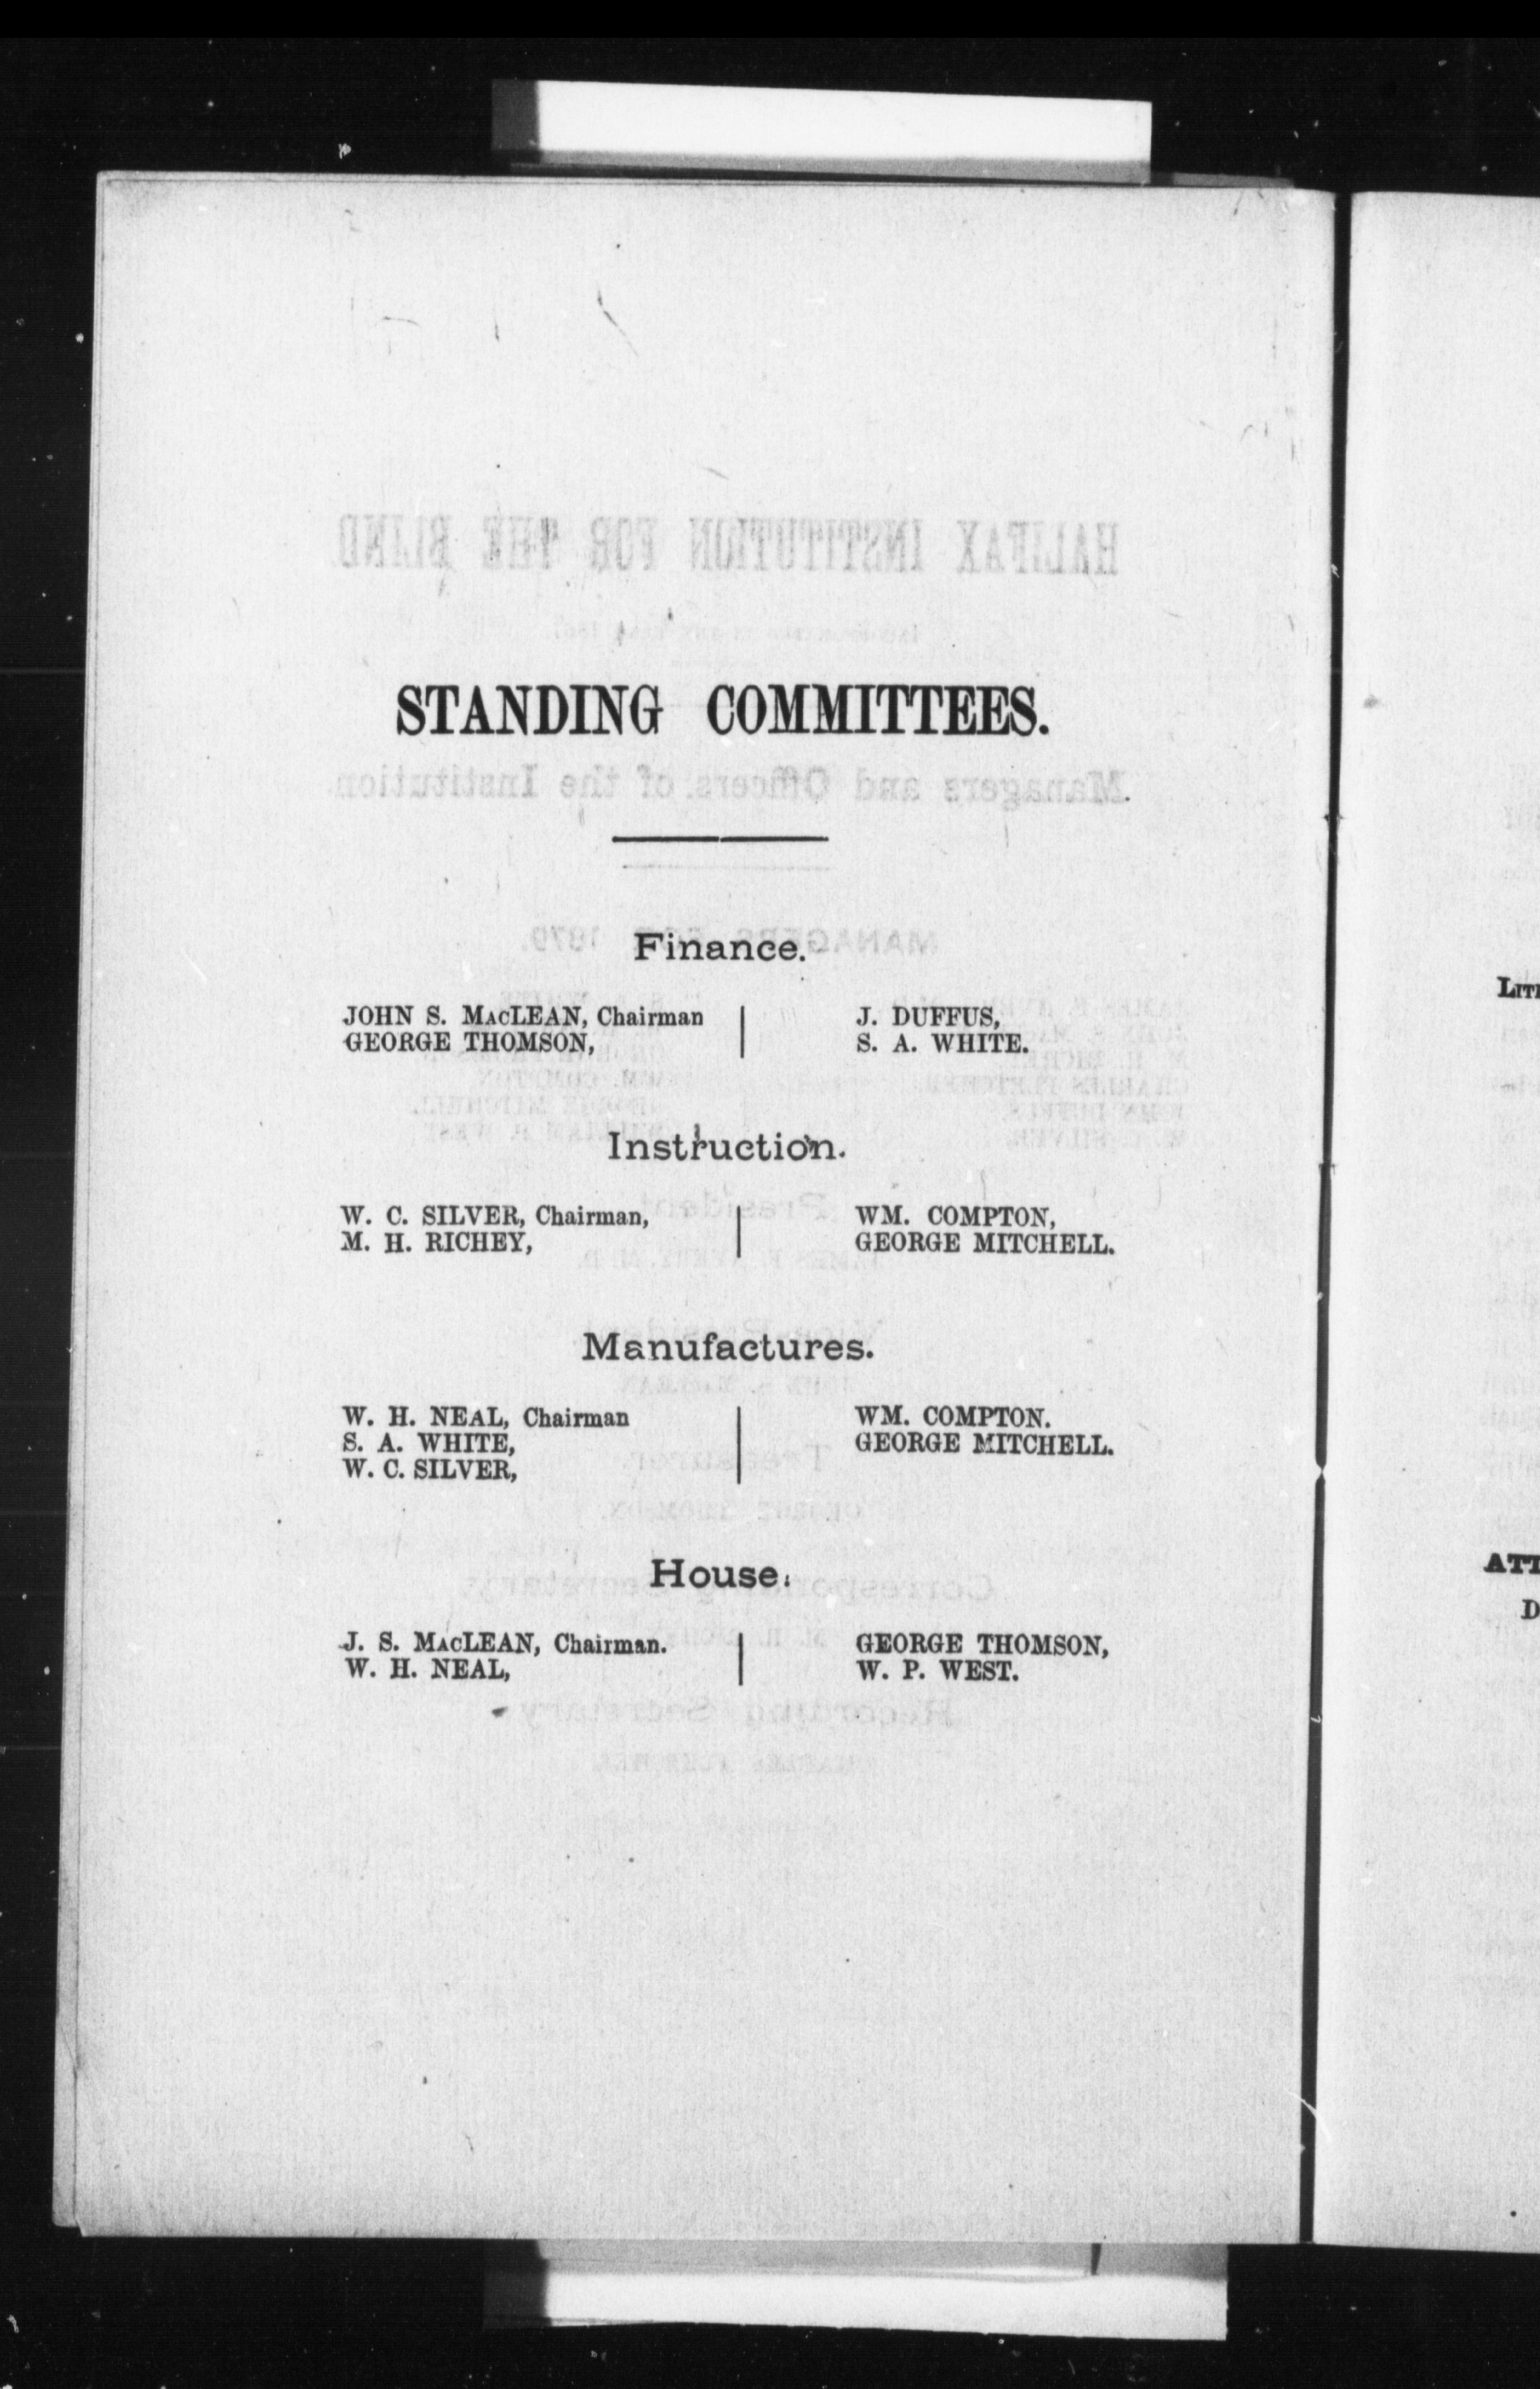 STANDING COMMITTEES.
Finance.
JOHN S. MACLEAN, Chairman
GEORGE THOMSON,
J. DUFFUS,
S. A. WHITE.
Instruction.
W. C. SILVER, Chairman,
M. H. RICHEY,
WM. COMPTON,
GEORGE MITCHELL.
Manufactures.
W. H. NEAL, Chairman
S. A. WHITE,
W. C. SILVER,
WM. COMPTON.
GEORGE MITCHELL.
House.
J. S. MACLEAN, Chairman.
W. H. NEAL,
GEORGE THOMSON,
W. P. WEST.